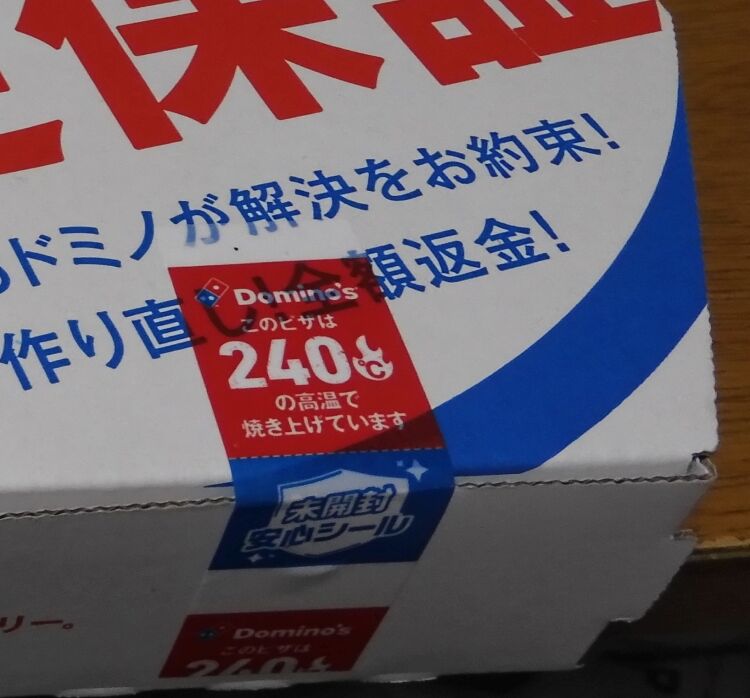 保証
ドミノが解決をお約束!
作り直し!全額返金!
Domino's
このピザは
240℃
の高温で
焼き上げています
未開封
安心シール
リー。
Domino's
このピザは
240℃